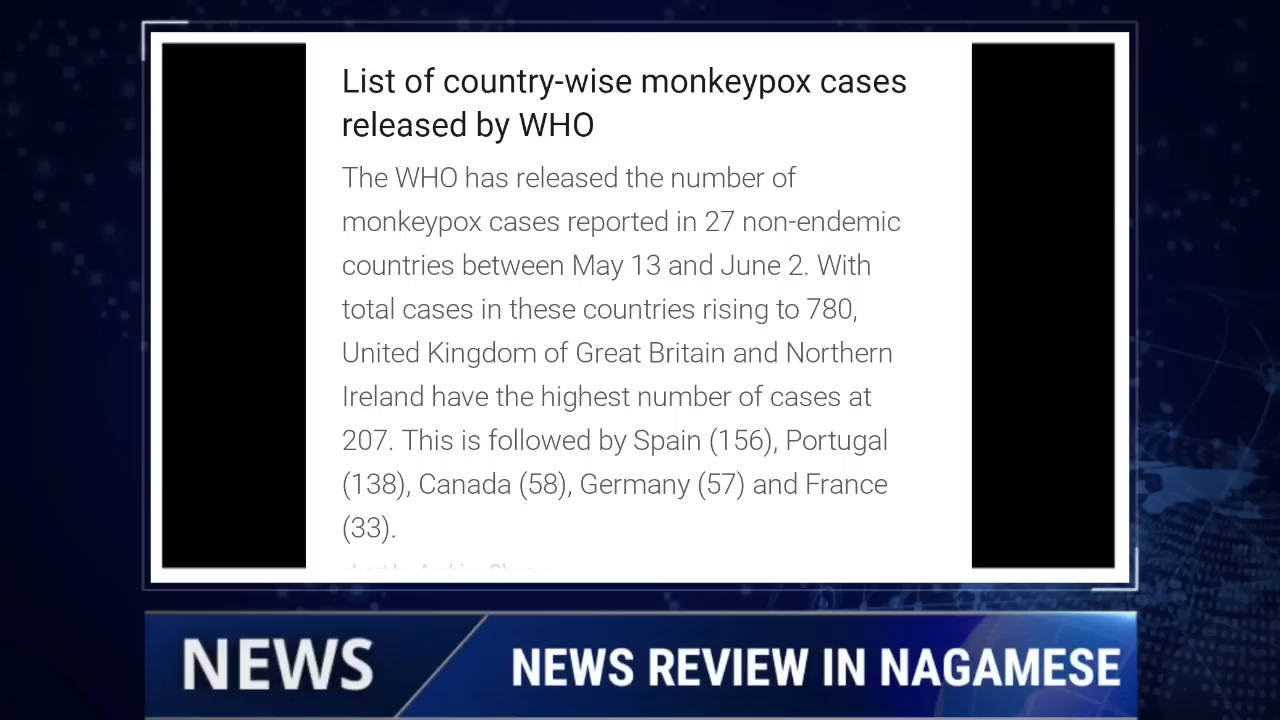 List of country-wise monkeypox cases
released by WHO
The WHO has released the number of
monkeypox cases reported in 27 non-endemic
countries between May 13 and June 2. With
total cases in these countries rising to 780,
United Kingdom of Great Britain and Northern
Ireland have the highest number of cases at
207. This is followed by Spain (156), Portugal
(138), Canada (58), Germany (57) and France
(33).
NEWS
NEWS REVIEW IN NAGAMESE